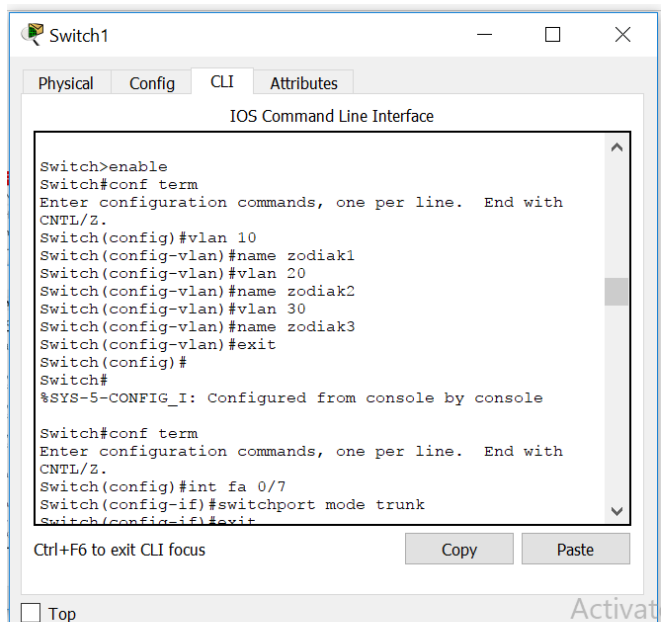 Switch1
Physical Config CLI Attributes
IOS Command Line Interface
Switch>enable
Switch#conf term
Enter configuration commands, one per line. End with
CNTL/Z.
Switch(config)#vlan 10
Switch(config-vlan)#name zodiak1
Switch(config-vlan)#vlan 20
Switch(config-vlan)#name zodiak2
Switch(config-vlan)#vlan 30
Switch(config-vlan)#name zodiak3
Switch(config-vlan)#exit
Switch(config)#
Switch#
%SYS-5-CONFIG_I: Configured from console by console
Switch#conf term
Enter configuration commands, one per line. End with
CNTL/Z.
Switch(config)#int fa 0/7
Switch(config-if)#switchport mode trunk
Switch(config-if)#exit
Ctrl+F6 to exit CLI focus Copy Paste
Top
Activat